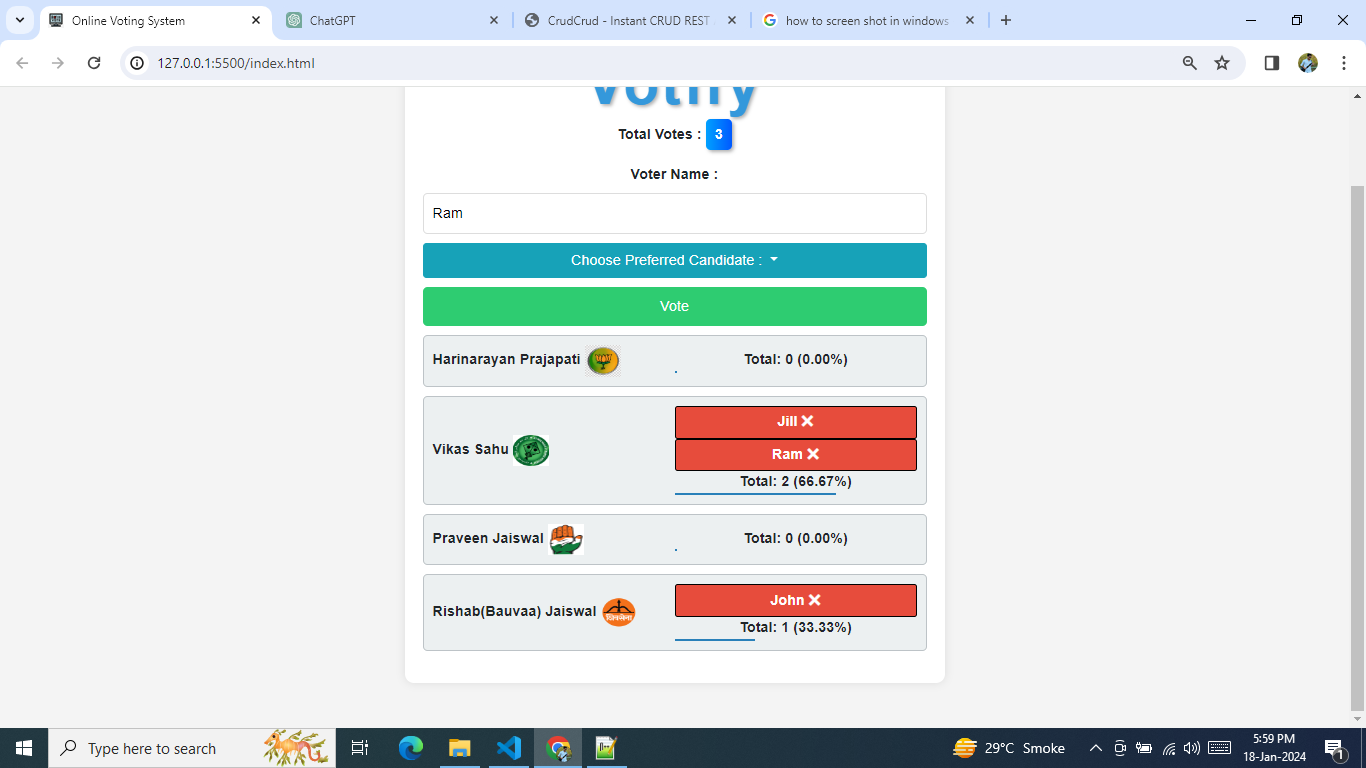 Online Voting System
ChatGPT
CrudCrud - Instant CRUD REST
how to screen shot in windows
127.0.0.1:5500/index.html
Votify
Total Votes : 3
Voter Name :
Ram
Choose Preferred Candidate :
Vote
Harinarayan Prajapati Total: 0 (0.00%)
Jill
Vikas Sahu
Ram
Total: 2 (66.67%)
Praveen Jaiswal Total: 0 (0.00%)
John
Rishab(Bauvaa) Jaiswal
Total: 1 (33.33%)
Type here to search
29°C Smoke
5:59 PM
18-Jan-2024
1